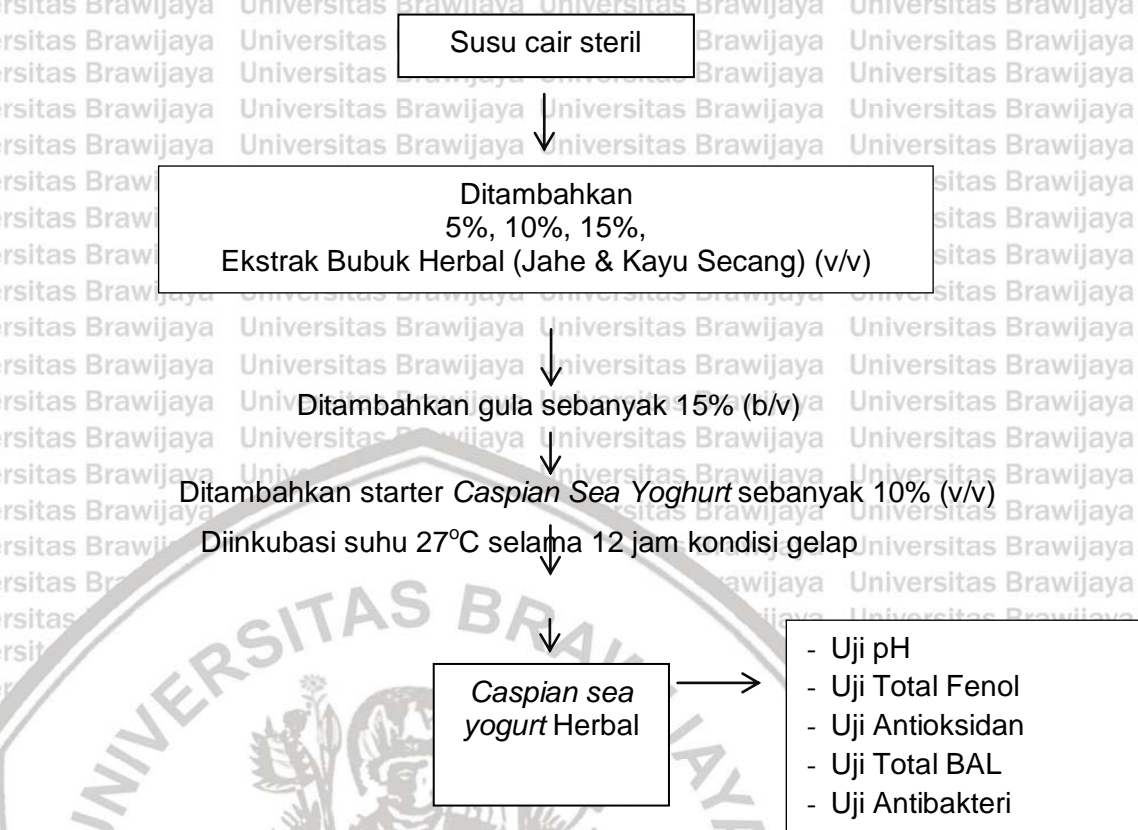 Susu cair steril
Ditambahkan
5%, 10%, 15%,
Ekstrak Bubuk Herbal (Jahe & Kayu Secang) (v/v)
Ditambahkan gula sebanyak 15% (b/v)
Ditambahkan starter Caspian Sea Yoghurt sebanyak 10% (v/v)
Diinkubasi suhu 27°C selama 12 jam kondisi gelap
Caspian sea
yogurt Herbal
- Uji pH
- Uji Total Fenol
- Uji Antioksidan
- Uji Total BAL
- Uji Antibakteri
UNIVERSITAS BRAWIJAYA